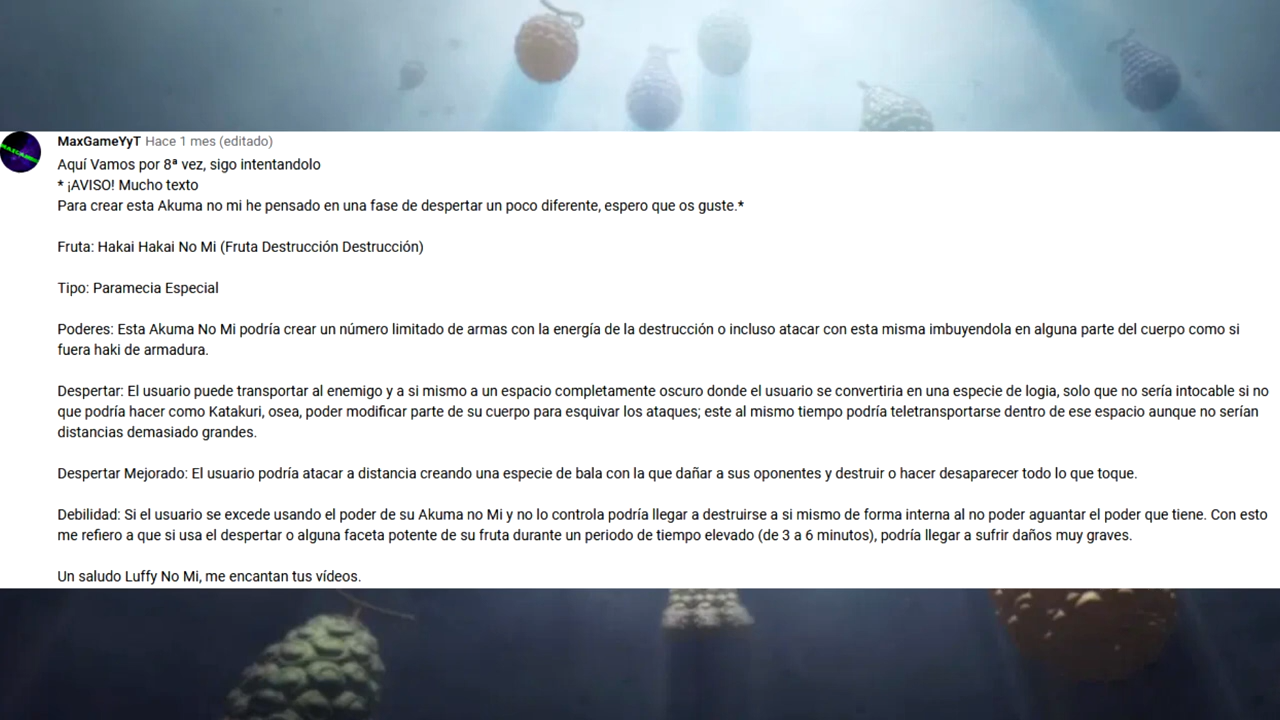 MaxGameYyT Hace 1 mes (editado)
Aquí Vamos por 8ª vez, sigo intentandolo
* ¡AVISO! Mucho texto
Para crear esta Akuma no mi he pensado en una fase de despertar un poco diferente, espero que os guste.*
Fruta: Hakai Hakai No Mi (Fruta Destrucción Destrucción)
Tipo: Paramecia Especial
Poderes: Esta Akuma No Mi podría crear un número limitado de armas con la energía de la destrucción o incluso atacar con esta misma imbuyendola en alguna parte del cuerpo como si
fuera haki de armadura.
Despertar: El usuario puede transportar al enemigo y a si mismo a un espacio completamente oscuro donde el usuario se convertiria en una especie de logia, solo que no sería intocable si no
que podría hacer como Katakuri, osea, poder modificar parte de su cuerpo para esquivar los ataques; este al mismo tiempo podría teletransportarse dentro de ese espacio aunque no serían
distancias demasiado grandes.
Despertar Mejorado: El usuario podría atacar a distancia creando una especie de bala con la que dañar a sus oponentes y destruir o hacer desaparecer todo lo que toque.
Debilidad: Si el usuario se excede usando el poder de su Akuma no Mi y no lo controla podría llegar a destruirse a si mismo de forma interna al no poder aguantar el poder que tiene. Con esto
me refiero a que si usa el despertar o alguna faceta potente de su fruta durante un periodo de tiempo elevado (de 3 a 6 minutos), podría llegar a sufrir daños muy graves.
Un saludo Luffy No Mi, me encantan tus vídeos.